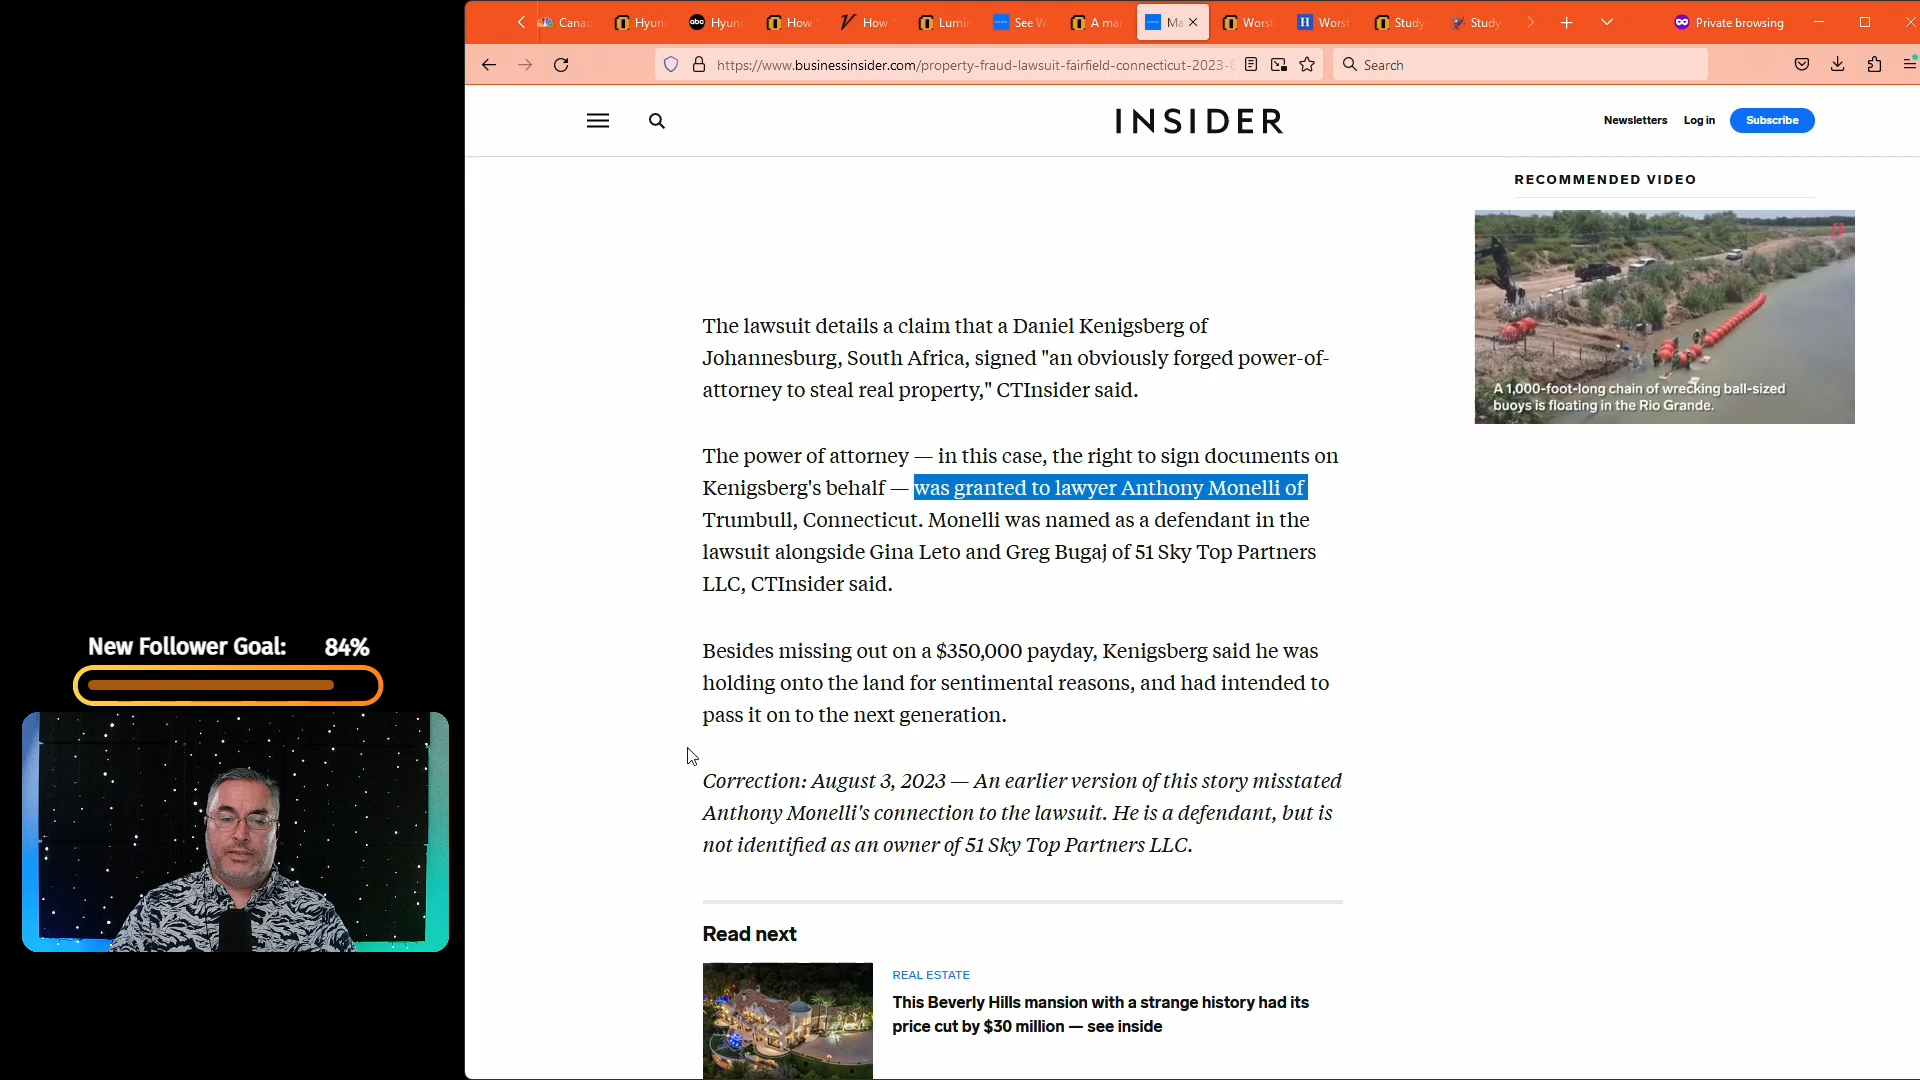 Cana
Hyun
abc
Hyun
How
How
Lumi
See W
A ma
Ma
Worst
H
Worst
Study
Study
Private browsing
https://www.businessinsider.com/property-fraud-lawsuit-fairfield-connecticut-2023-8
Search
INSIDER
Newsletters
Log in
Subscribe
RECOMMENDED VIDEO
A 1,000-foot-long chain of wrecking ball-sized
buoys is floating in the Rio Grande.
The lawsuit details a claim that a Daniel Kenigsberg of
Johannesburg, South Africa, signed "an obviously forged power-of-
attorney to steal real property," CTInsider said.
The power of attorney — in this case, the right to sign documents on
Kenigsberg's behalf — was granted to lawyer Anthony Monelli of
Trumbull, Connecticut. Monelli was named as a defendant in the
lawsuit alongside Gina Leto and Greg Bugaj of 51 Sky Top Partners
LLC, CTInsider said.
Besides missing out on a $350,000 payday, Kenigsberg said he was
holding onto the land for sentimental reasons, and had intended to
pass it on to the next generation.
Correction: August 3, 2023 — An earlier version of this story misstated
Anthony Monelli's connection to the lawsuit. He is a defendant, but is
not identified as an owner of 51 Sky Top Partners LLC.
Read next
REAL ESTATE
This Beverly Hills mansion with a strange history had its
price cut by $30 million — see inside
New Follower Goal: 84%